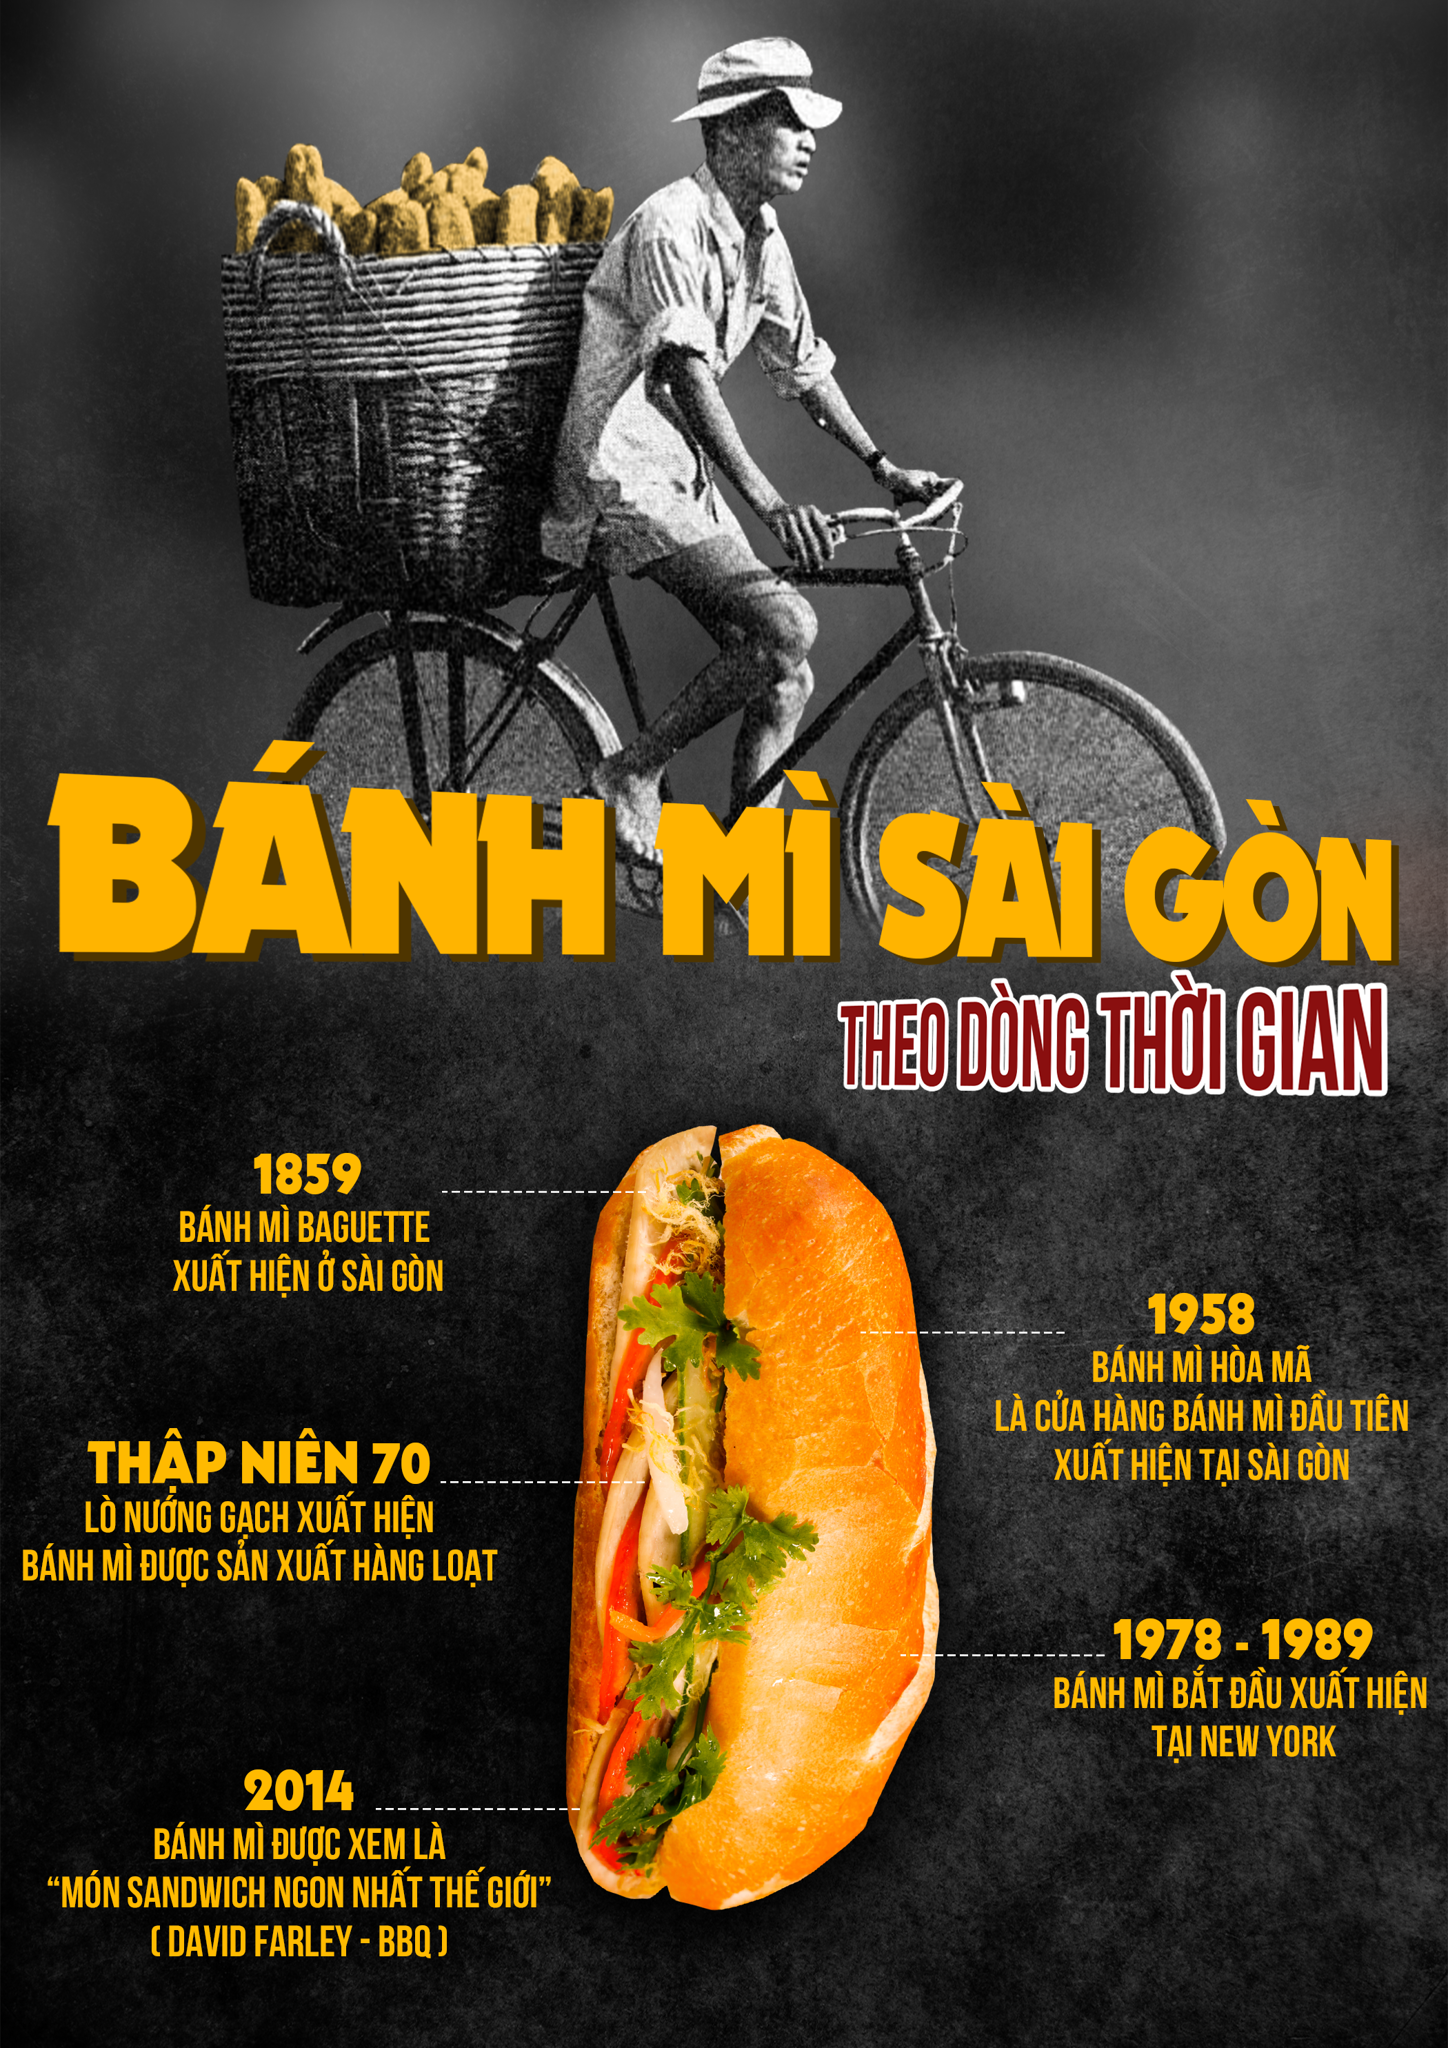 BÁNH MÌ SÀI GÒN
THEO DÒNG THỜI GIAN
1859
BÁNH MÌ BAGUETTE
XUẤT HIỆN Ở SÀI GÒN
1958
BÁNH MÌ HÒA MÃ
LÀ CỬA HÀNG BÁNH MÌ ĐẦU TIÊN
XUẤT HIỆN TẠI SÀI GÒN
THẬP NIÊN 70
LÒ NƯỚNG GẠCH XUẤT HIỆN
BÁNH MÌ ĐƯỢC SẢN XUẤT HÀNG LOẠT
1978 - 1989
BÁNH MÌ BẮT ĐẦU XUẤT HIỆN
TẠI NEW YORK
2014
BÁNH MÌ ĐƯỢC XEM LÀ
“MÓN SANDWICH NGON NHẤT THẾ GIỚI”
( DAVID FARLEY - BBQ )